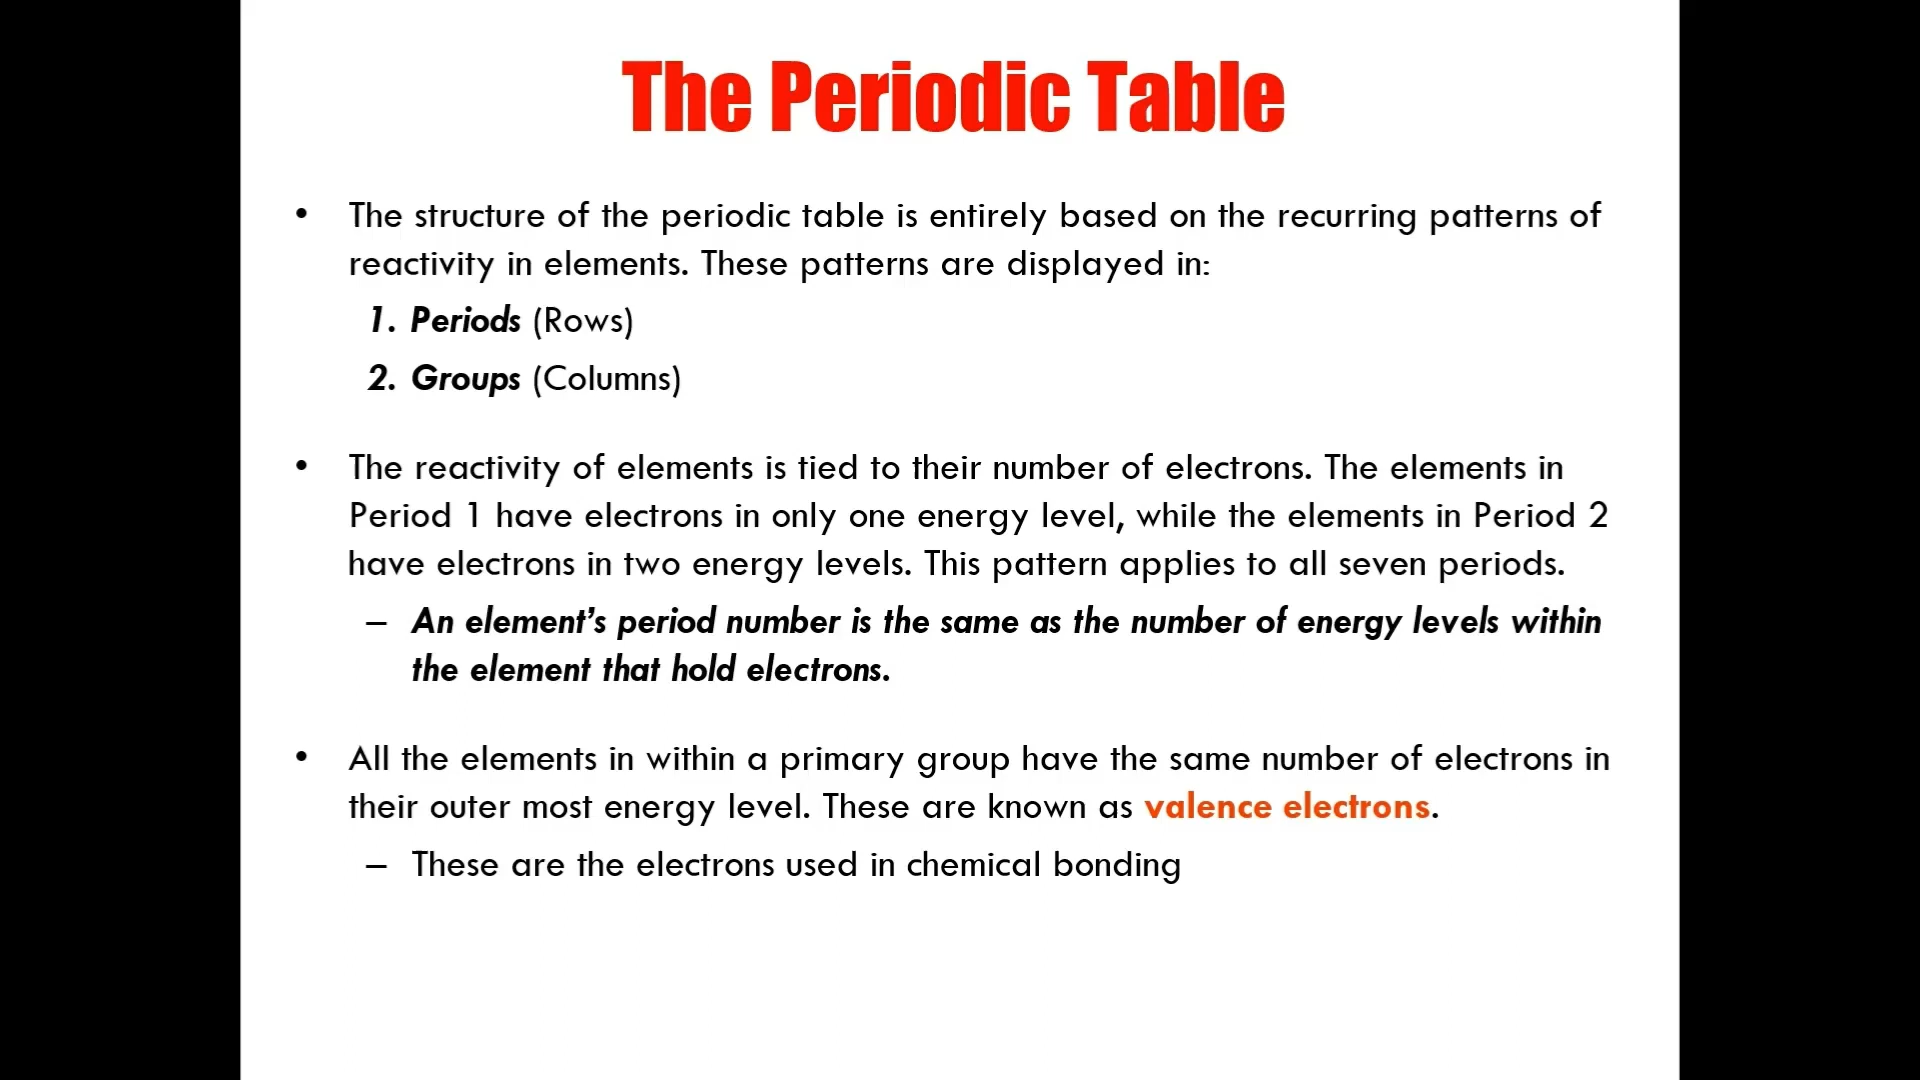 The Periodic Table
• The structure of the periodic table is entirely based on the recurring patterns of
reactivity in elements. These patterns are displayed in:
1. Periods (Rows)
2. Groups (Columns)
• The reactivity of elements is tied to their number of electrons. The elements in
Period 1 have electrons in only one energy level, while the elements in Period 2
have electrons in two energy levels. This pattern applies to all seven periods.
– An element’s period number is the same as the number of energy levels within
the element that hold electrons.
• All the elements in within a primary group have the same number of electrons in
their outer most energy level. These are known as valence electrons.
– These are the electrons used in chemical bonding